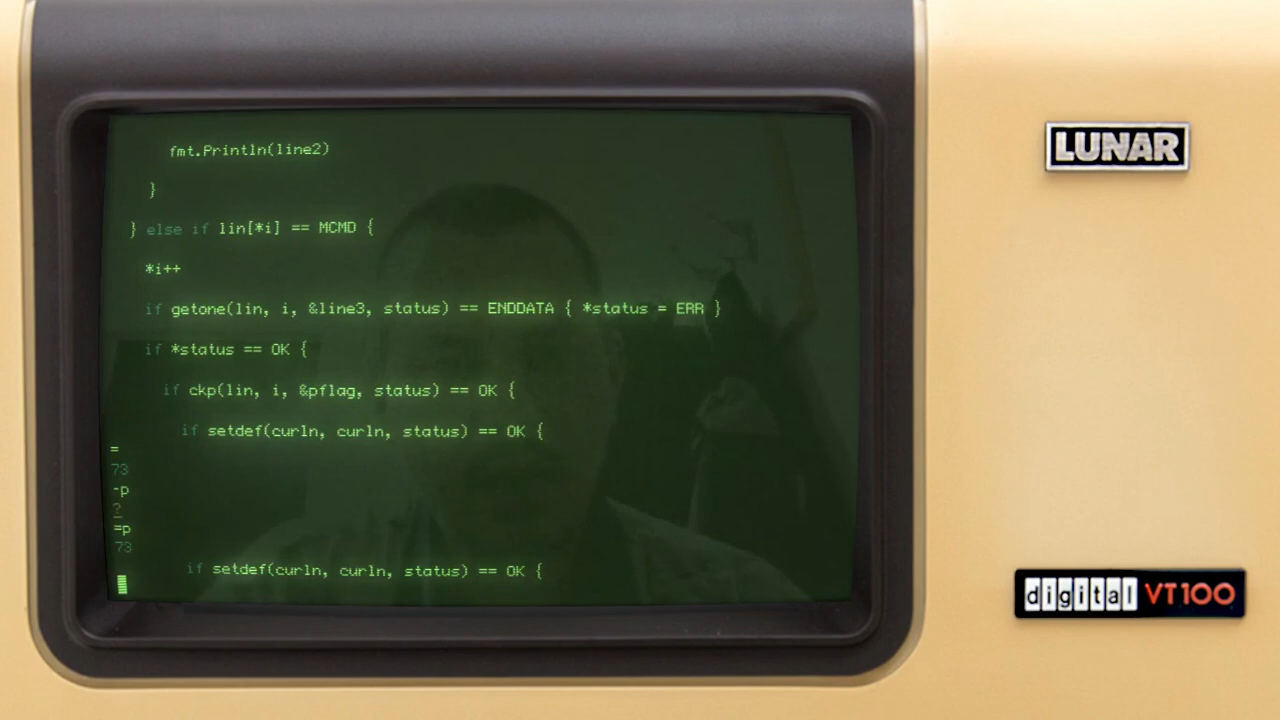 fmt.Println(line2)
}
} else if lin[*i] == MCMD {
*i++
if getone(lin, i, &line3, status) == ENDDATA { *status = ERR }
if *status == OK {
if ckp(lin, i, &pflag, status) == OK {
if setdef(curln, curln, status) == OK {
=
73
-p
?
=p
73
if setdef(curln, curln, status) == OK {
LUNAR
digital VT100